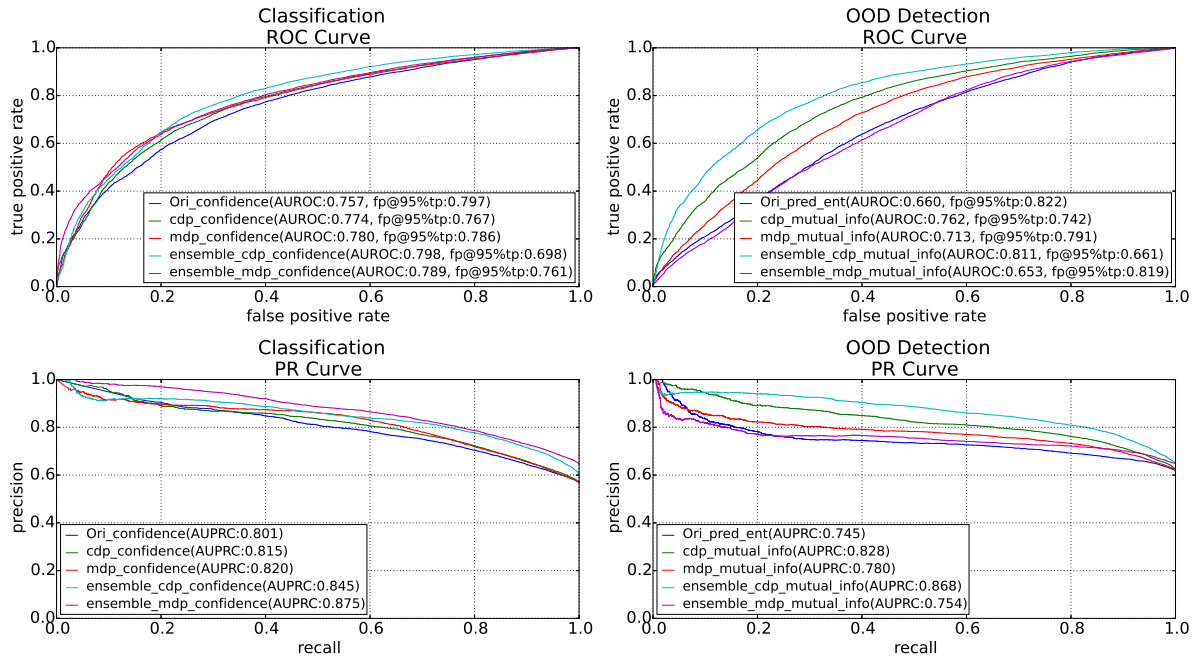 Classification
ROC Curve
true positive rate
1.0
0.8
0.6
0.4
0.2
0.0
Ori_confidence(AUROC:0.757, fp@95%tp:0.797)
cdp_confidence(AUROC:0.774, fp@95%tp:0.767)
mdp_confidence(AUROC:0.780, fp@95%tp:0.786)
ensemble_cdp_confidence(AUROC:0.798, fp@95%tp:0.698)
ensemble_mdp_confidence(AUROC:0.789, fp@95%tp:0.761)
0.0 0.2 0.4 0.6 0.8 1.0
false positive rate
OOD Detection
ROC Curve
true positive rate
1.0
0.8
0.6
0.4
0.2
0.0
Ori_pred_ent(AUROC:0.660, fp@95%tp:0.822)
cdp_mutual_info(AUROC:0.762, fp@95%tp:0.742)
mdp_mutual_info(AUROC:0.713, fp@95%tp:0.791)
ensemble_cdp_mutual_info(AUROC:0.811, fp@95%tp:0.661)
ensemble_mdp_mutual_info(AUROC:0.653, fp@95%tp:0.819)
0.0 0.2 0.4 0.6 0.8 1.0
false positive rate
Classification
PR Curve
precision
1.0
0.8
0.6
0.4
0.2
0.0
Ori_confidence(AUPRC:0.801)
cdp_confidence(AUPRC:0.815)
mdp_confidence(AUPRC:0.820)
ensemble_cdp_confidence(AUPRC:0.845)
ensemble_mdp_confidence(AUPRC:0.875)
0.0 0.2 0.4 0.6 0.8 1.0
recall
OOD Detection
PR Curve
precision
1.0
0.8
0.6
0.4
0.2
0.0
Ori_pred_ent(AUPRC:0.745)
cdp_mutual_info(AUPRC:0.828)
mdp_mutual_info(AUPRC:0.780)
ensemble_cdp_mutual_info(AUPRC:0.868)
ensemble_mdp_mutual_info(AUPRC:0.754)
0.0 0.2 0.4 0.6 0.8 1.0
recall